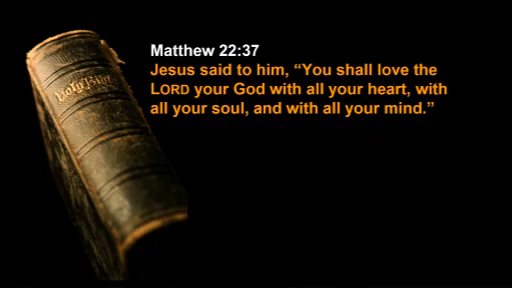 Holy Bible
Matthew 22:37
Jesus said to him, “You shall love the
LORD your God with all your heart, with
all your soul, and with all your mind.”